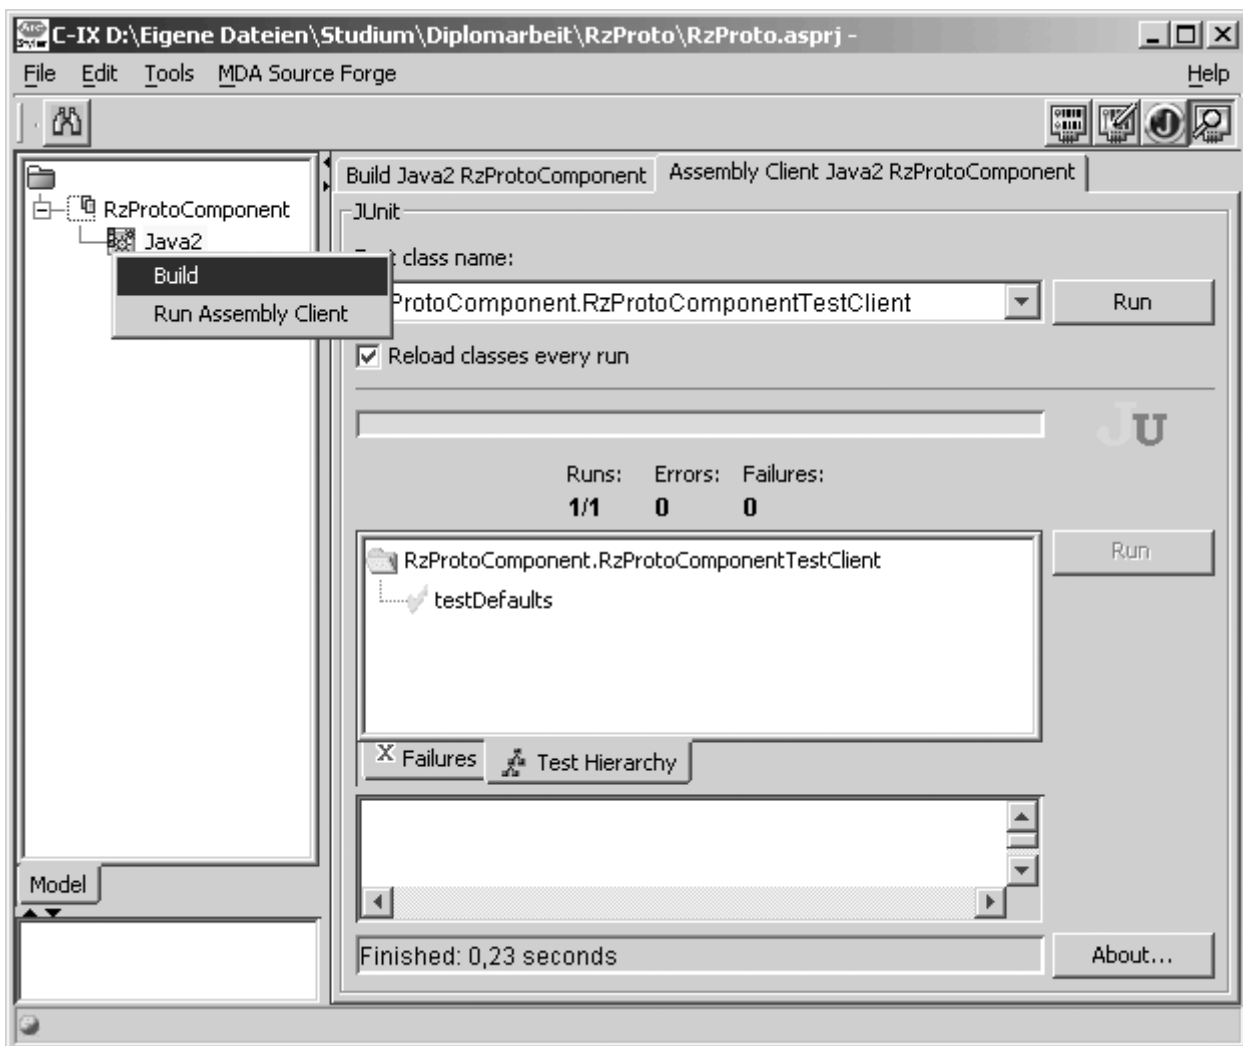 C-IX D:\Eigene Dateien\Studium\Diplomarbeit\RzProto\RzProto.asprj -
File Edit Tools MDA Source Forge Help
Build Java2 RzProtoComponent Assembly Client Java2 RzProtoComponent
RzProtoComponent
Java2
Build
Run Assembly Client
JUnit
class name:
ProtoComponent.RzProtoComponentTestClient
Run
Reload classes every run
JU
Runs: Errors: Failures:
1/1 0 0
RzProtoComponent.RzProtoComponentTestClient
testDefaults
Run
X Failures Test Hierarchy
Model
Finished: 0,23 seconds
About...